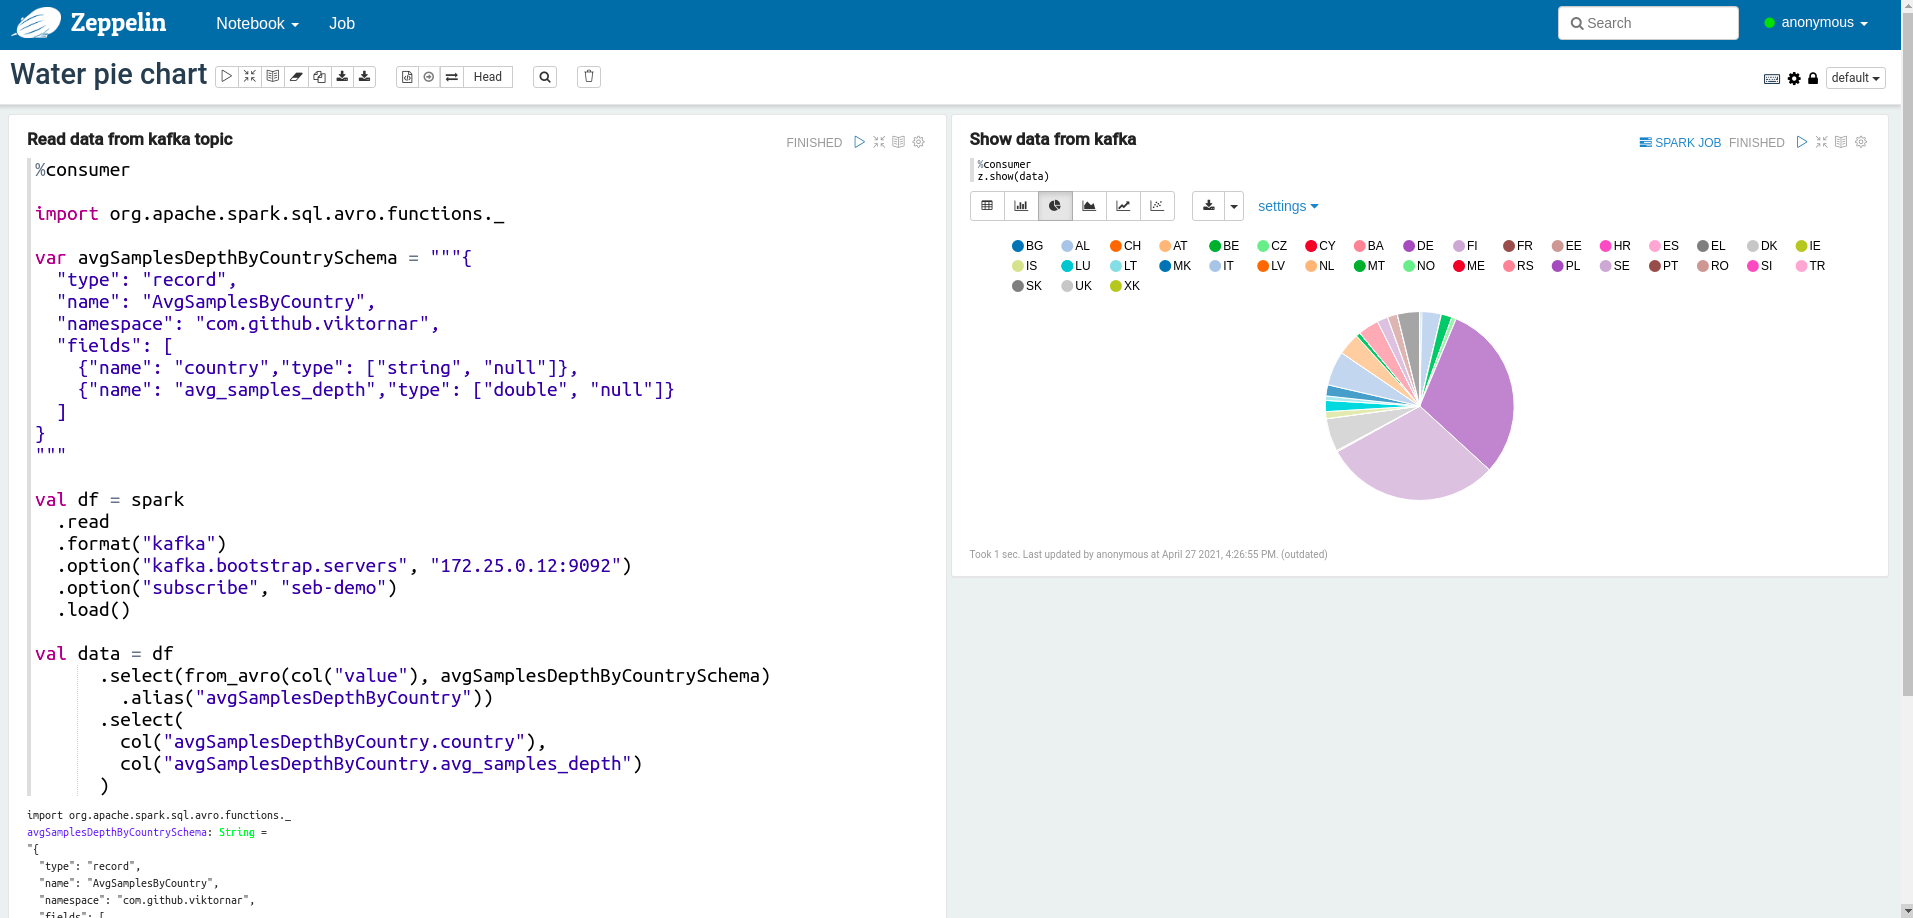 Zeppelin
Notebook
Job
Search
anonymous
Water pie chart
Head
default
Read data from kafka topic
FINISHED
%consumer
import org.apache.spark.sql.avro.functions._
var avgSamplesDepthByCountrySchema = """{
"type": "record",
"name": "AvgSamplesByCountry",
"namespace": "com.github.viktornar",
"fields": [
{"name": "country","type": ["string", "null"]},
{"name": "avg_samples_depth","type": ["double", "null"]}
]
}
"""
val df = spark
.read
.format("kafka")
.option("kafka.bootstrap.servers", "172.25.0.12:9092")
.option("subscribe", "seb-demo")
.load()
val data = df
.select(from_avro(col("value"), avgSamplesDepthByCountrySchema)
.alias("avgSamplesDepthByCountry"))
.select(
col("avgSamplesDepthByCountry.country"),
col("avgSamplesDepthByCountry.avg_samples_depth")
)
import org.apache.spark.sql.avro.functions._
avgSamplesDepthByCountrySchema: String =
"{
"type": "record",
"name": "AvgSamplesByCountry",
"namespace": "com.github.viktornar",
"fields": [
Show data from kafka
SPARK JOB FINISHED
%consumer
z.show(data)
settings
BG AL CH AT BE CZ CY BA DE FI FR EE HR ES EL DK IE
IS LU LT MK IT LV NL MT NO ME RS PL SE PT RO SI TR
SK UK XK
Took 1 sec. Last updated by anonymous at April 27 2021, 4:26:55 PM. (outdated)